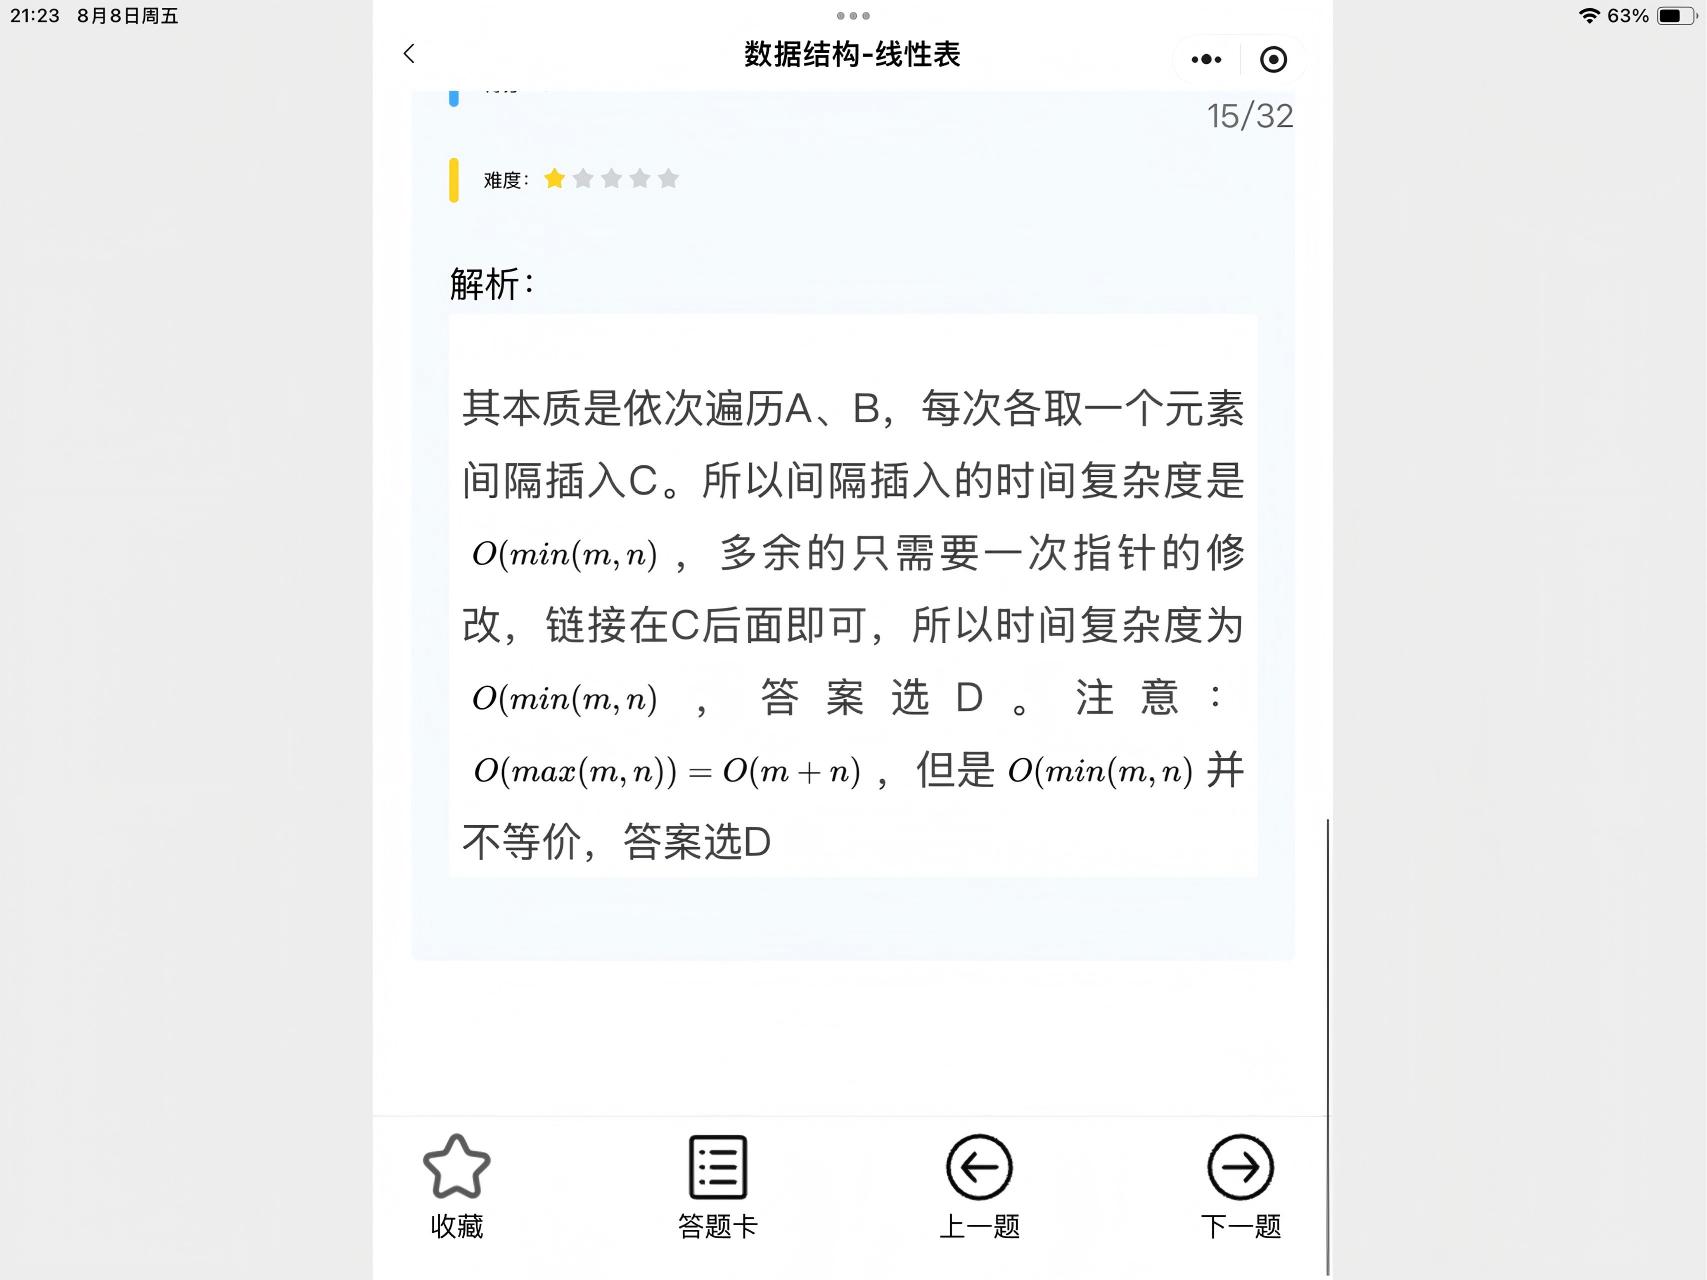 21:23 8月8日周五
63%
数据结构-线性表
15/32
难度：
解析：
其本质是依次遍历A、B，每次各取一个元素
间隔插入C。所以间隔插入的时间复杂度是
O(min(m, n) ，多余的只需要一次指针的修
改，链接在C后面即可，所以时间复杂度为
O(min(m, n) ，答案选D。注意：
O(max(m, n)) = O(m + n) ，但是 O(min(m, n) 并
不等价，答案选D
收藏
答题卡
上一题
下一题